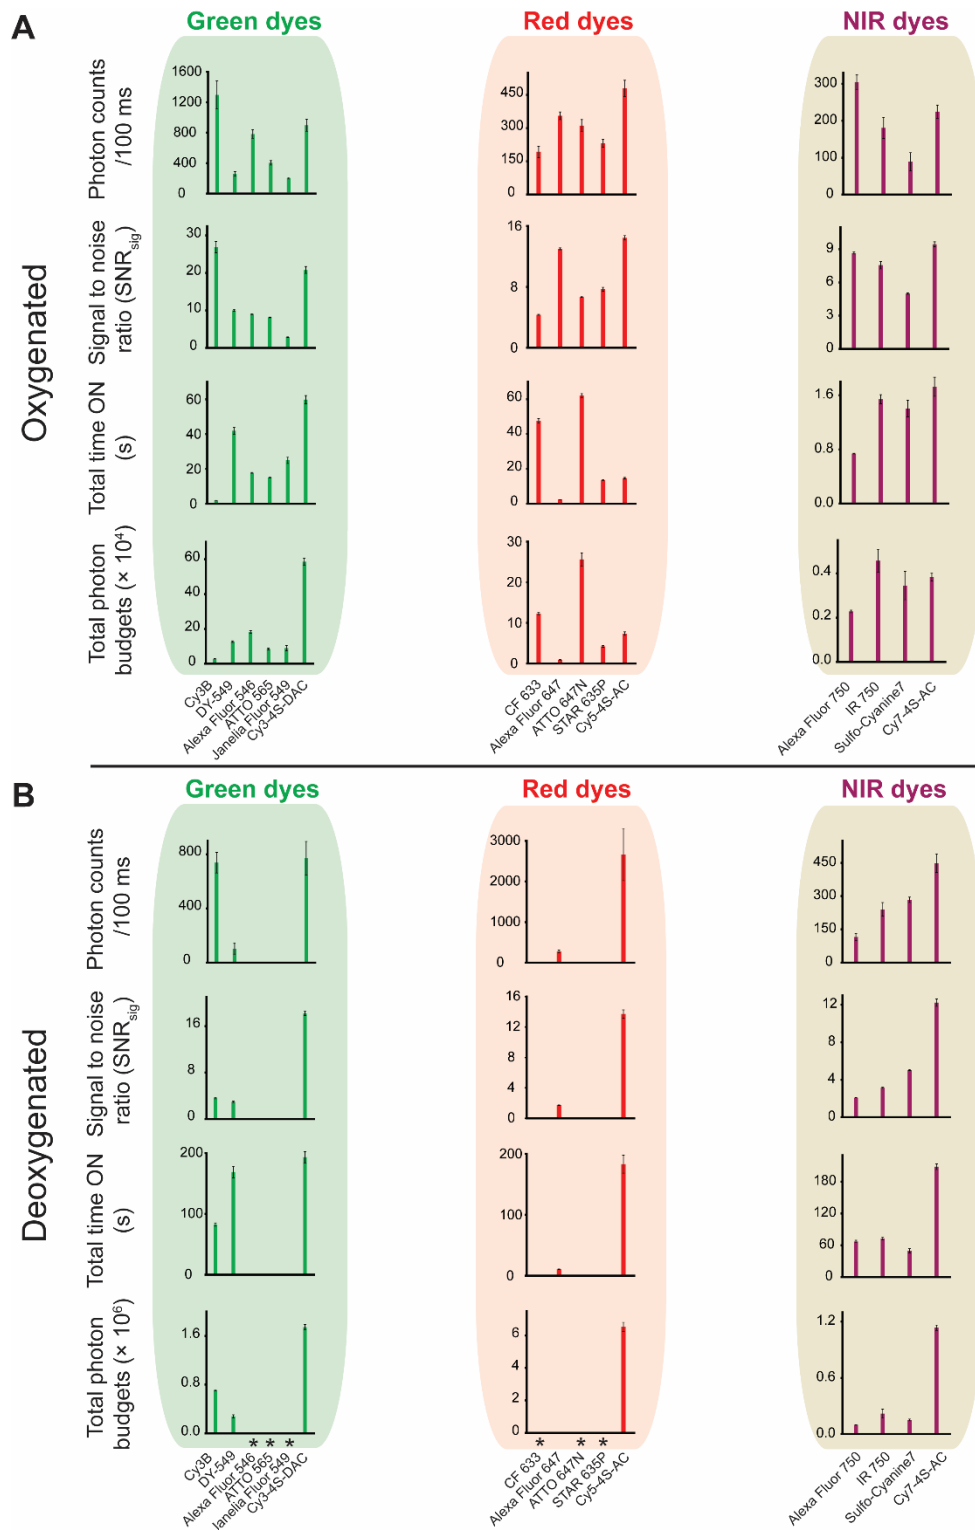 A
Green dyes
Red dyes
NIR dyes
Oxygenated
Photon counts
/100 ms
1600
1200
800
400
0
450
300
150
0
300
200
100
0
Signal to noise
ratio (SNRsig)
30
20
10
0
16
8
0
9
6
3
0
Total time ON
(s)
60
40
20
0
60
40
20
0
1.6
0.8
0.0
Total photon
budgets (× 10⁴)
60
40
20
0
30
20
10
0
0.4
0.2
0.0
Cy3B
DY-549
Alexa Fluor 546
ATTO 565
Janelia Fluor 549
Cy3-4S-DAC
CF 633
Alexa Fluor 647
ATTO 647N
STAR 635P
Cy5-4S-AC
Alexa Fluor 750
IR 750
Sulfo-Cyanine7
Cy7-4S-AC
B
Green dyes
Red dyes
NIR dyes
Deoxygenated
Photon counts
/100 ms
800
400
0
3000
2000
1000
0
450
300
150
0
Signal to noise
ratio (SNRsig)
16
8
0
16
12
8
4
0
12
8
4
0
Total time ON
(s)
200
100
0
200
100
0
180
120
60
0
Total photon
budgets (× 10⁶)
1.6
0.8
0.0
6
4
2
0
1.2
0.6
0.0
* * *
* * *
Cy3B
DY-549
Alexa Fluor 546
ATTO 565
Janelia Fluor 549
Cy3-4S-DAC
CF 633
Alexa Fluor 647
ATTO 647N
STAR 635P
Cy5-4S-AC
Alexa Fluor 750
IR 750
Sulfo-Cyanine7
Cy7-4S-AC